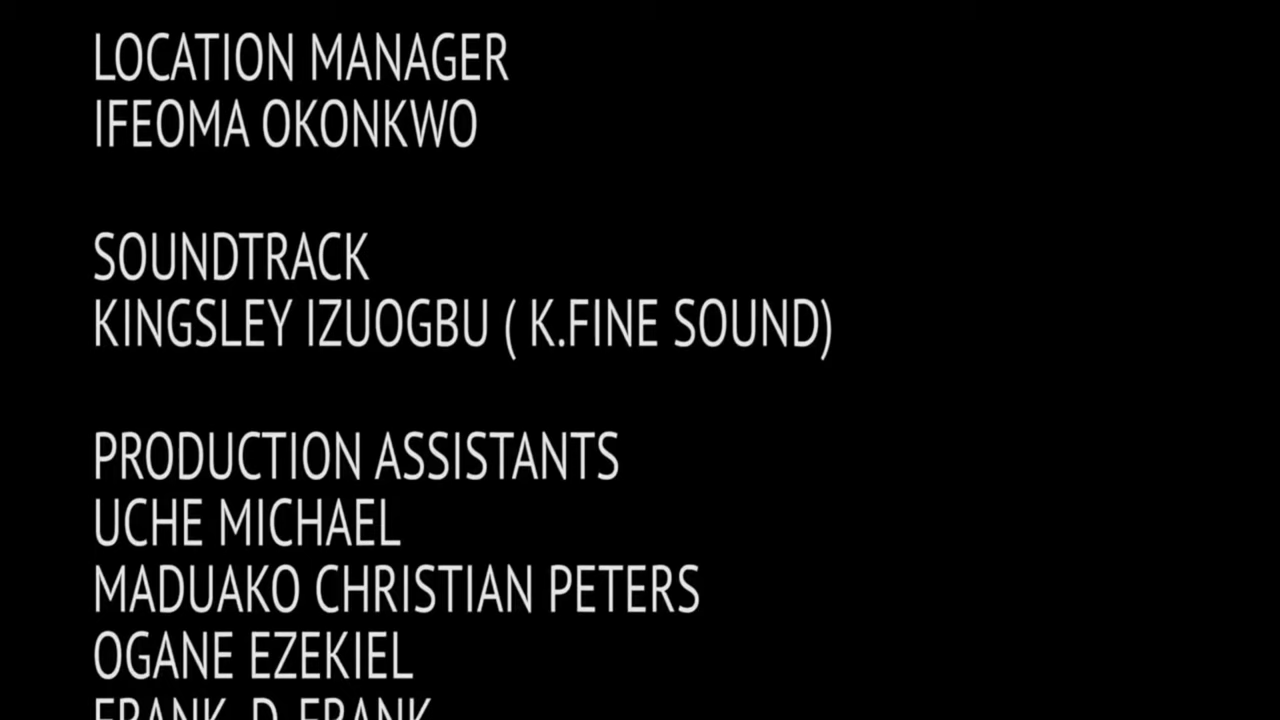 LOCATION MANAGER
IFEOMA OKONKWO
SOUNDTRACK
KINGSLEY IZUOGBU ( K.FINE SOUND)
PRODUCTION ASSISTANTS
UCHE MICHAEL
MADUAKO CHRISTIAN PETERS
OGANE EZEKIEL
FRANK D FRANK